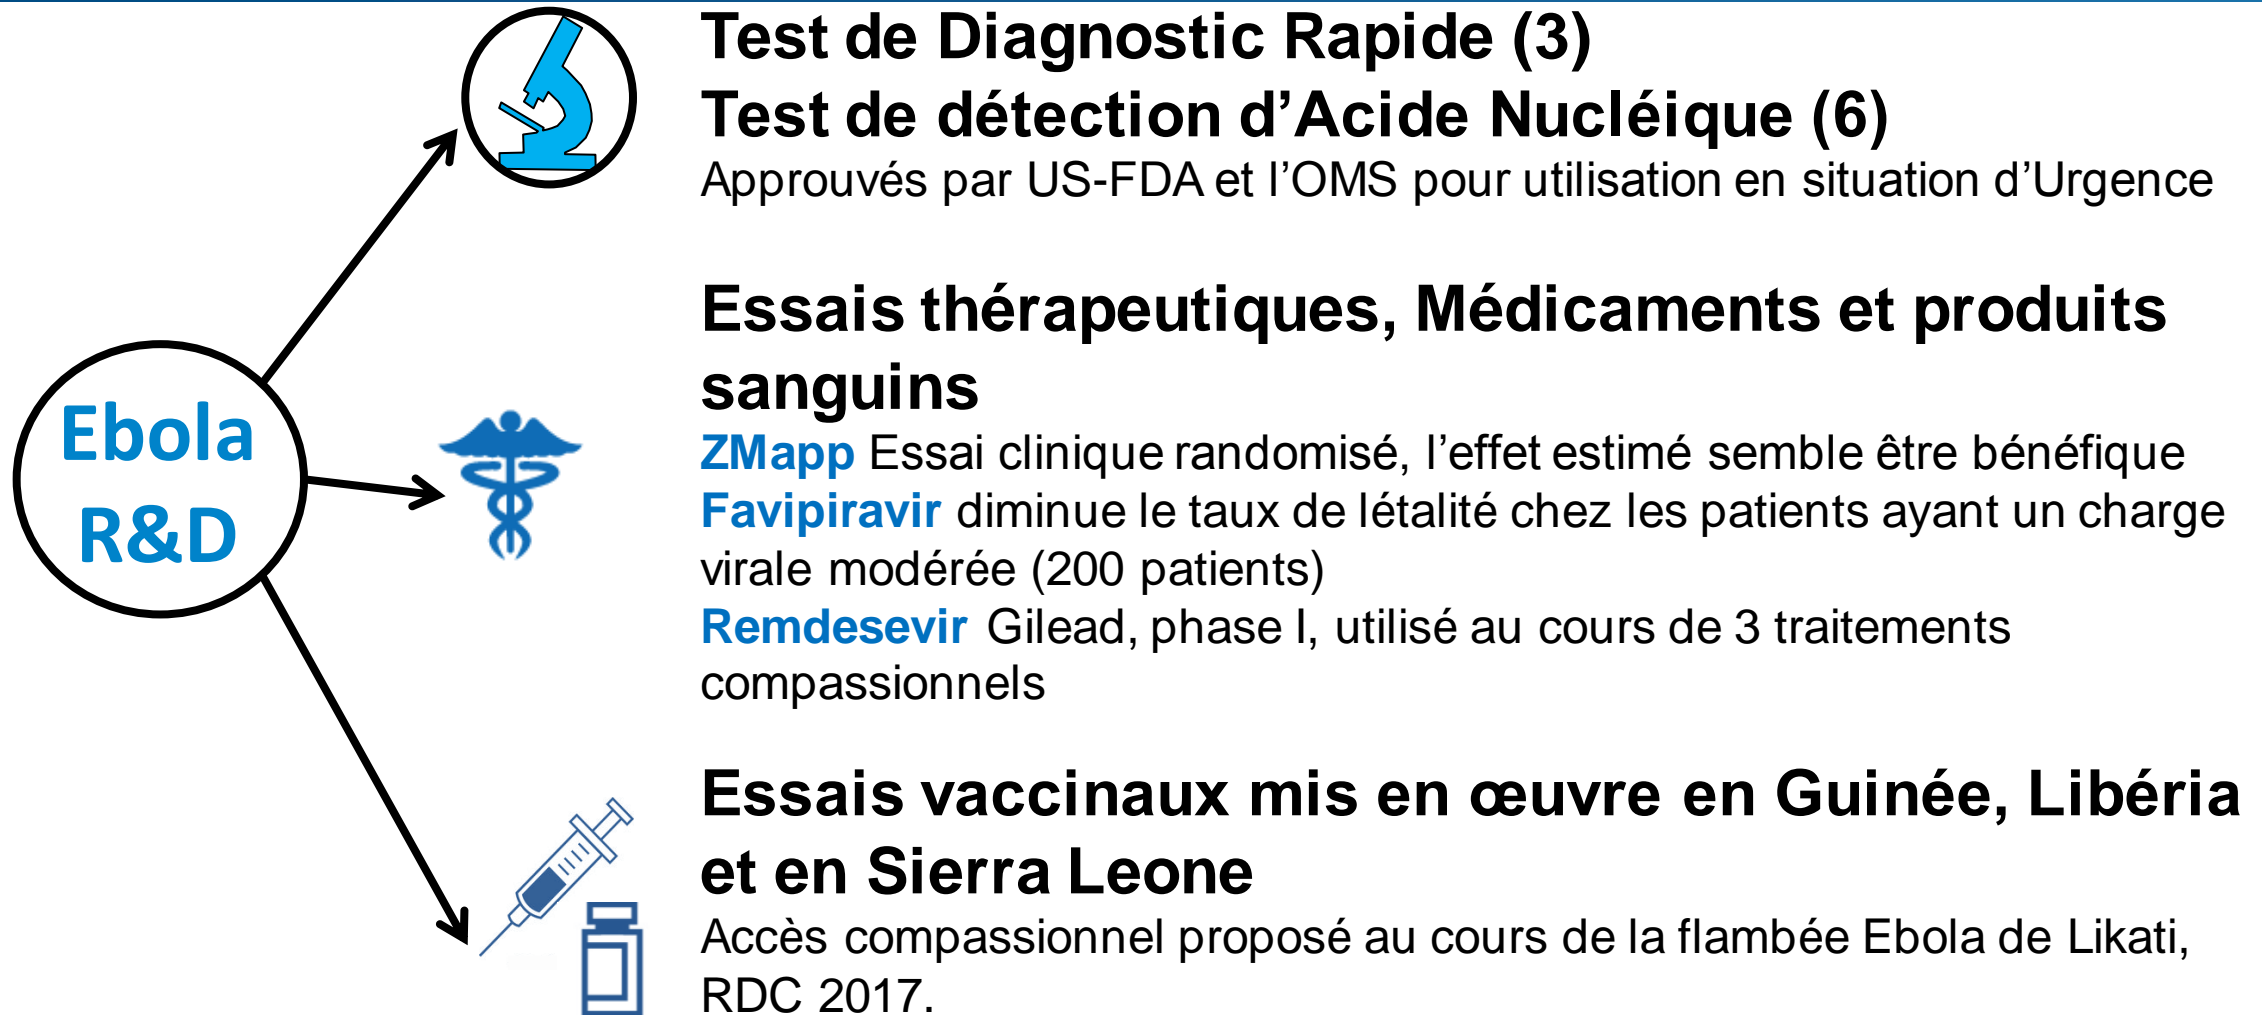 Test de Diagnostic Rapide (3)
Test de détection d’Acide Nucléique (6)
Approuvés par US-FDA et l’OMS pour utilisation en situation d’Urgence
Essais thérapeutiques, Médicaments et produits
sanguins
Ebola
R&D
ZMapp Essai clinique randomisé, l’effet estimé semble être bénéfique
Favipiravir diminue le taux de létalité chez les patients ayant un charge
virale modérée (200 patients)
Remdesevir Gilead, phase I, utilisé au cours de 3 traitements
compassionnels
Essais vaccinaux mis en œuvre en Guinée, Libéria
et en Sierra Leone
Accès compassionnel proposé au cours de la flambée Ebola de Likati,
RDC 2017.